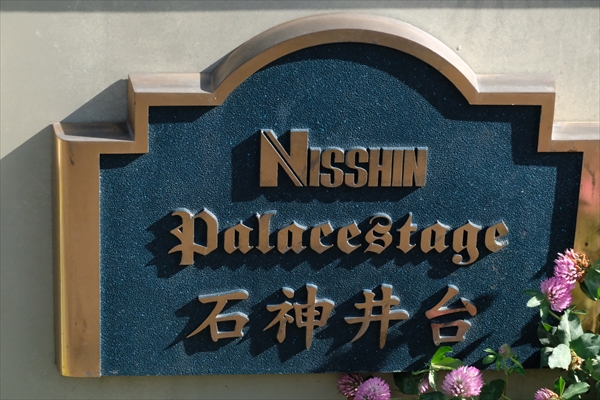 NISSHIN
Palacestage
石神井台